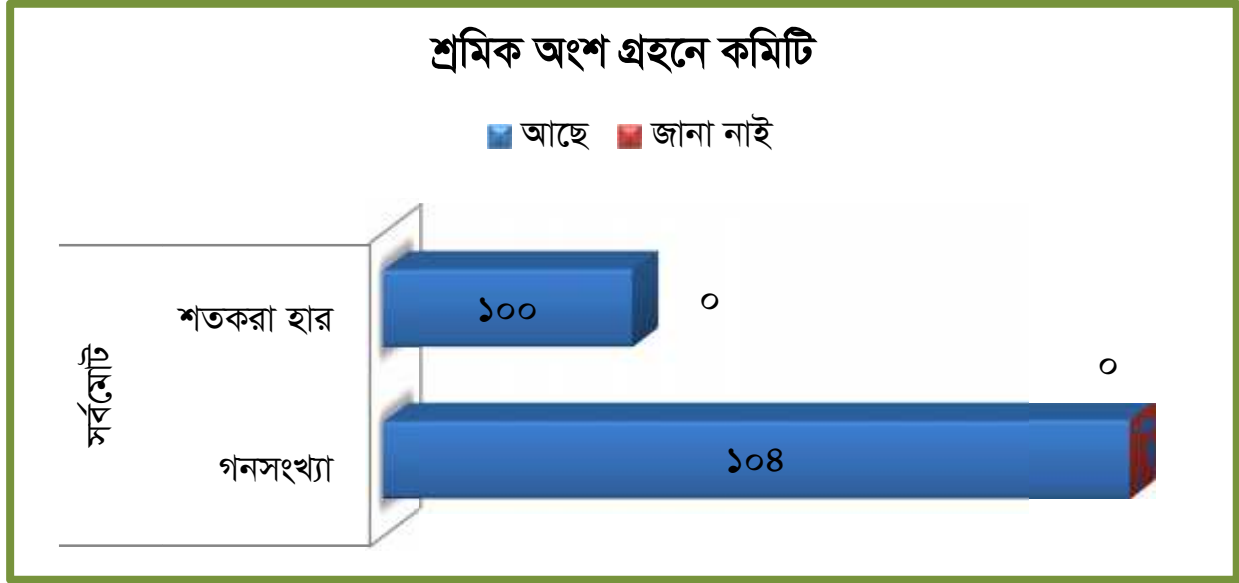 শ্রমিক অংশ গ্রহনে কমিটি
আছে জানা নাই
সর্বমোট
শতকরা হার
১০০
০
গনসংখ্যা
১০৪
০